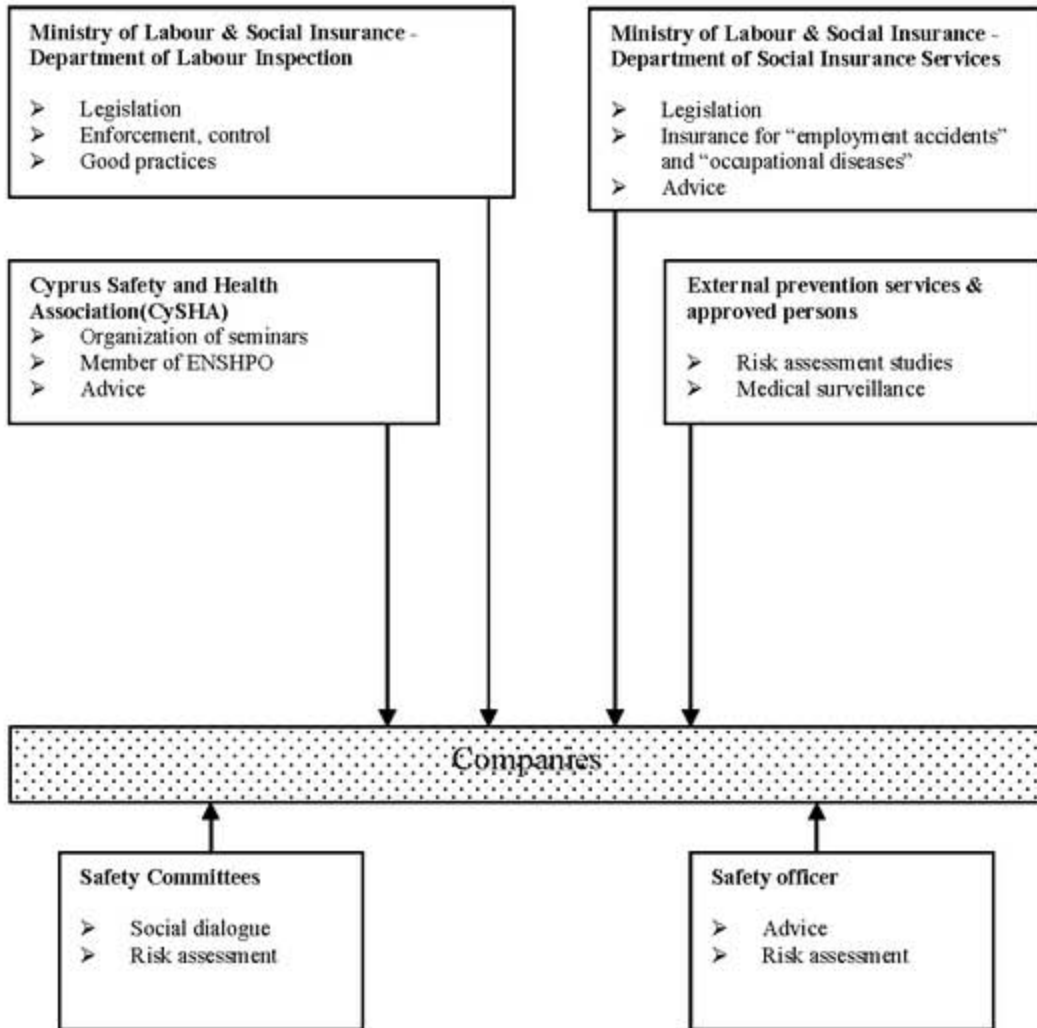 Ministry of Labour & Social Insurance -
Department of Labour Inspection
➢ Legislation
➢ Enforcement, control
➢ Good practices
Ministry of Labour & Social Insurance -
Department of Social Insurance Services
➢ Legislation
➢ Insurance for “employment accidents”
and “occupational diseases”
➢ Advice
Cyprus Safety and Health
Association(CySHA)
➢ Organization of seminars
➢ Member of ENSHPO
➢ Advice
External prevention services &
approved persons
➢ Risk assessment studies
➢ Medical surveillance
Companies
Safety Committees
➢ Social dialogue
➢ Risk assessment
Safety officer
➢ Advice
➢ Risk assessment